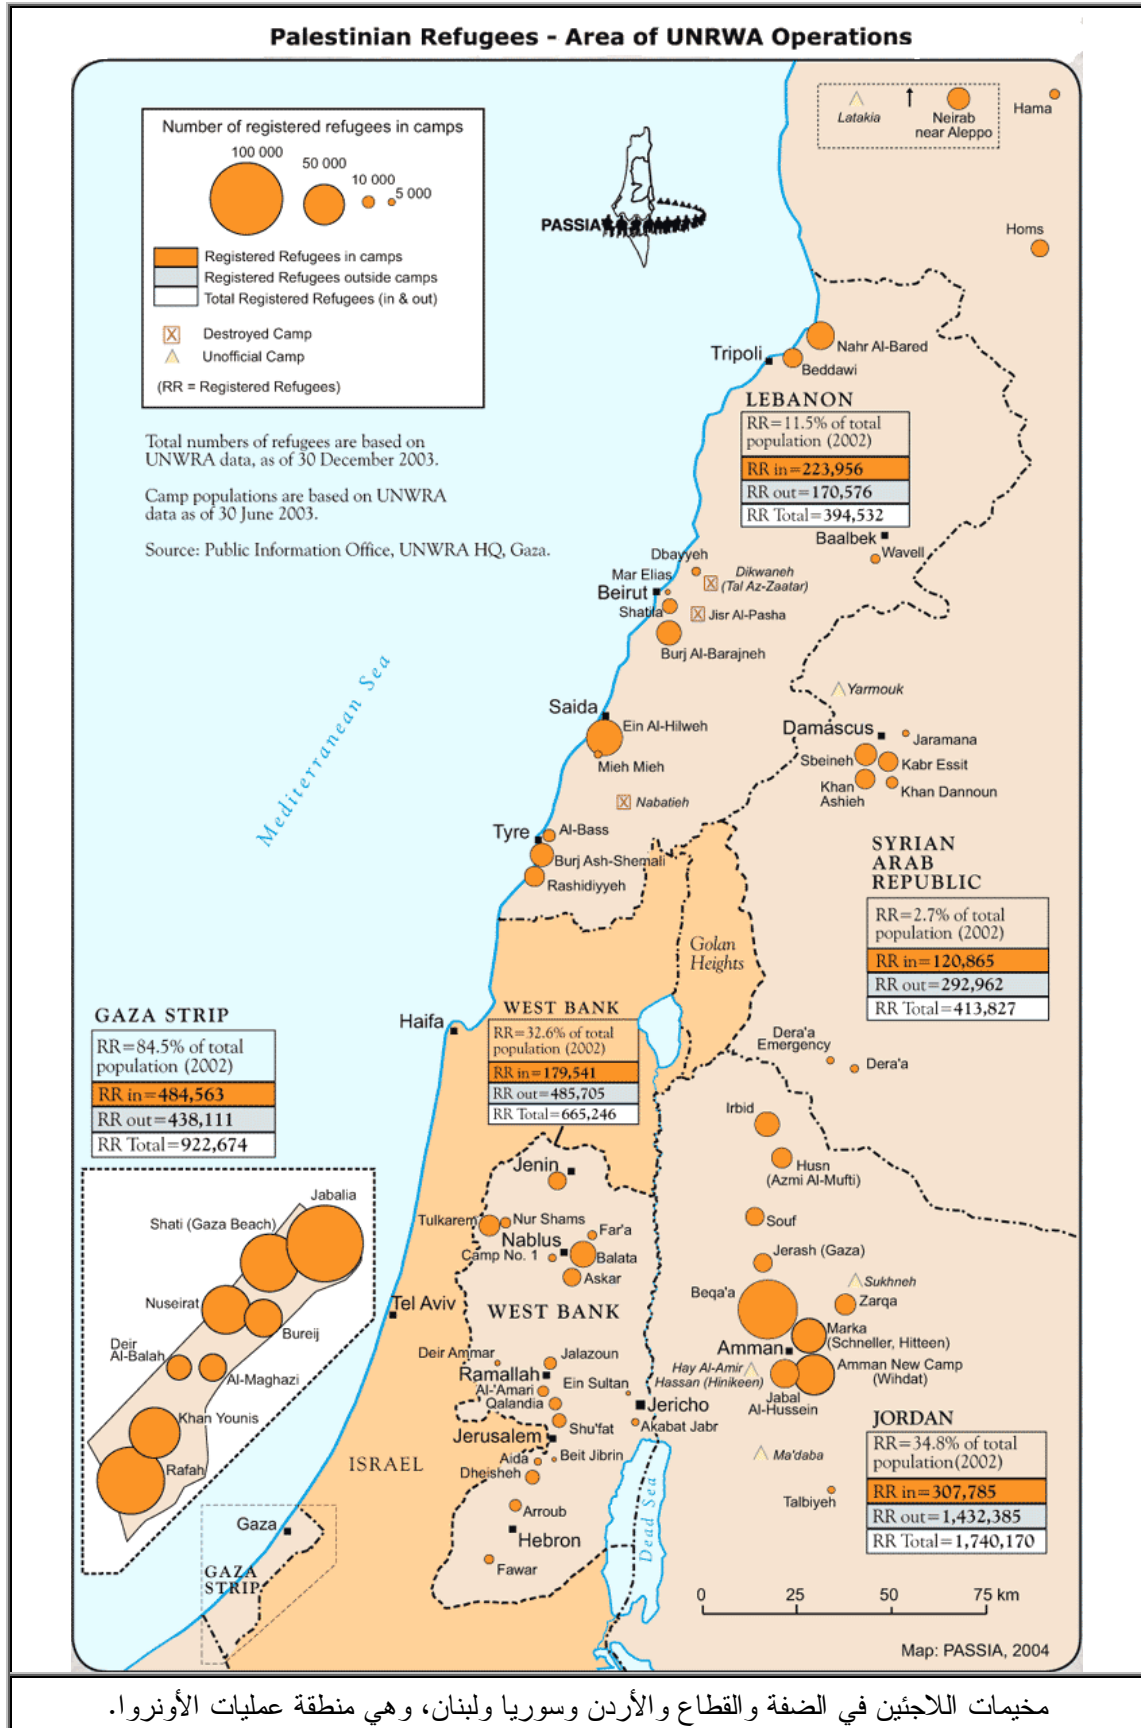 Palestinian Refugees - Area of UNRWA Operations
Number of registered refugees in camps
100 000
50 000
10 000
5 000
Registered Refugees in camps
Registered Refugees outside camps
Total Registered Refugees (in & out)
Destroyed Camp
Unofficial Camp
(RR = Registered Refugees)
Total numbers of refugees are based on
UNWRA data, as of 30 December 2003.
Camp populations are based on UNWRA
data as of 30 June 2003.
Source: Public Information Office, UNWRA HQ, Gaza.
PASSIA
Latakia
Neirab
near Aleppo
Hama
Homs
Nahr Al-Bared
Tripoli
Beddawi
LEBANON
RR=11.5% of total
population (2002)
RR in=223,956
RR out=170,576
RR Total=394,532
Baalbek
Wavell
Dbayyeh
Mar Elias
Dikwaneh
(Tal Az-Zaatar)
Beirut
Shatila
Jisr Al-Pasha
Burj Al-Barajneh
Mediterranean Sea
Yarmouk
Saida
Ein Al-Hilweh
Mieh Mieh
Damascus
Jaramana
Sbeineh
Kabr Essit
Khan
Ashieh
Khan Dannoun
Nabatieh
Tyre
Al-Bass
Burj Ash-Shemali
Rashidiyyeh
SYRIAN
ARAB
REPUBLIC
RR=2.7% of total
population (2002)
RR in=120,865
RR out=292,962
RR Total=413,827
Golan
Heights
GAZA STRIP
RR=84.5% of total
population (2002)
RR in=484,563
RR out=438,111
RR Total=922,674
Haifa
WEST BANK
RR=32.6% of total
population (2002)
RR in=179,541
RR out=485,705
RR Total=665,246
Dera'a
Emergency
Dera'a
Irbid
Husn
(Azmi Al-Mufti)
Souf
Jerash (Gaza)
Jenin
Tulkarem
Nur Shams
Far'a
Nablus
Camp No. 1
Balata
Askar
Jabalia
Shati (Gaza Beach)
Nuseirat
Bureij
Deir
Al-Balah
Al-Maghazi
Khan Younis
Rafah
Tel Aviv
WEST BANK
Beqa'a
Sukhneh
Zarqa
Marka
(Schneller, Hitteen)
Amman
Amman New Camp
(Wihdat)
Hay Al-Amir
Hassan (Hinikeen)
Jabal
Al-Hussein
Deir Ammar
Jalazoun
Ramallah
Al-'Amari
Ein Sultan
Qalandia
Jericho
Shu'fat
Akabat Jabr
Jerusalem
Aida
Beit Jibrin
Dheisheh
ISRAEL
Arroub
Hebron
Fawar
Dead Sea
Gaza
GAZA
STRIP
JORDAN
RR=34.8% of total
population(2002)
RR in=307,785
RR out=1,432,385
RR Total=1,740,170
Ma'daba
Talbiyeh
0 25 50 75 km
Map: PASSIA, 2004
مخيمات اللاجئين في الضفة والقطاع والأردن وسوريا ولبنان، وهي منطقة عمليات الأونروا.